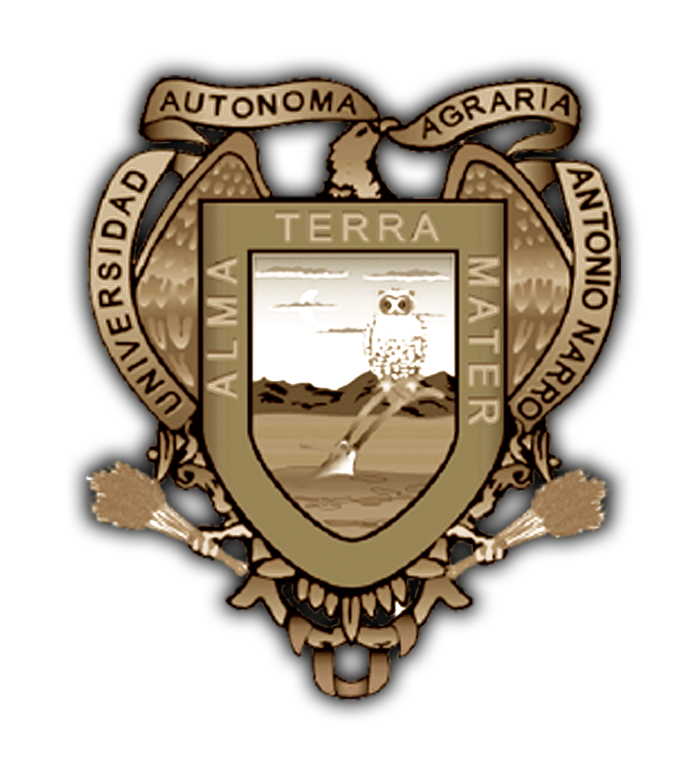 UNIVERSIDAD
AUTONOMA
AGRARIA
ANTONIO NARRO
ALMA
TERRA
MATER